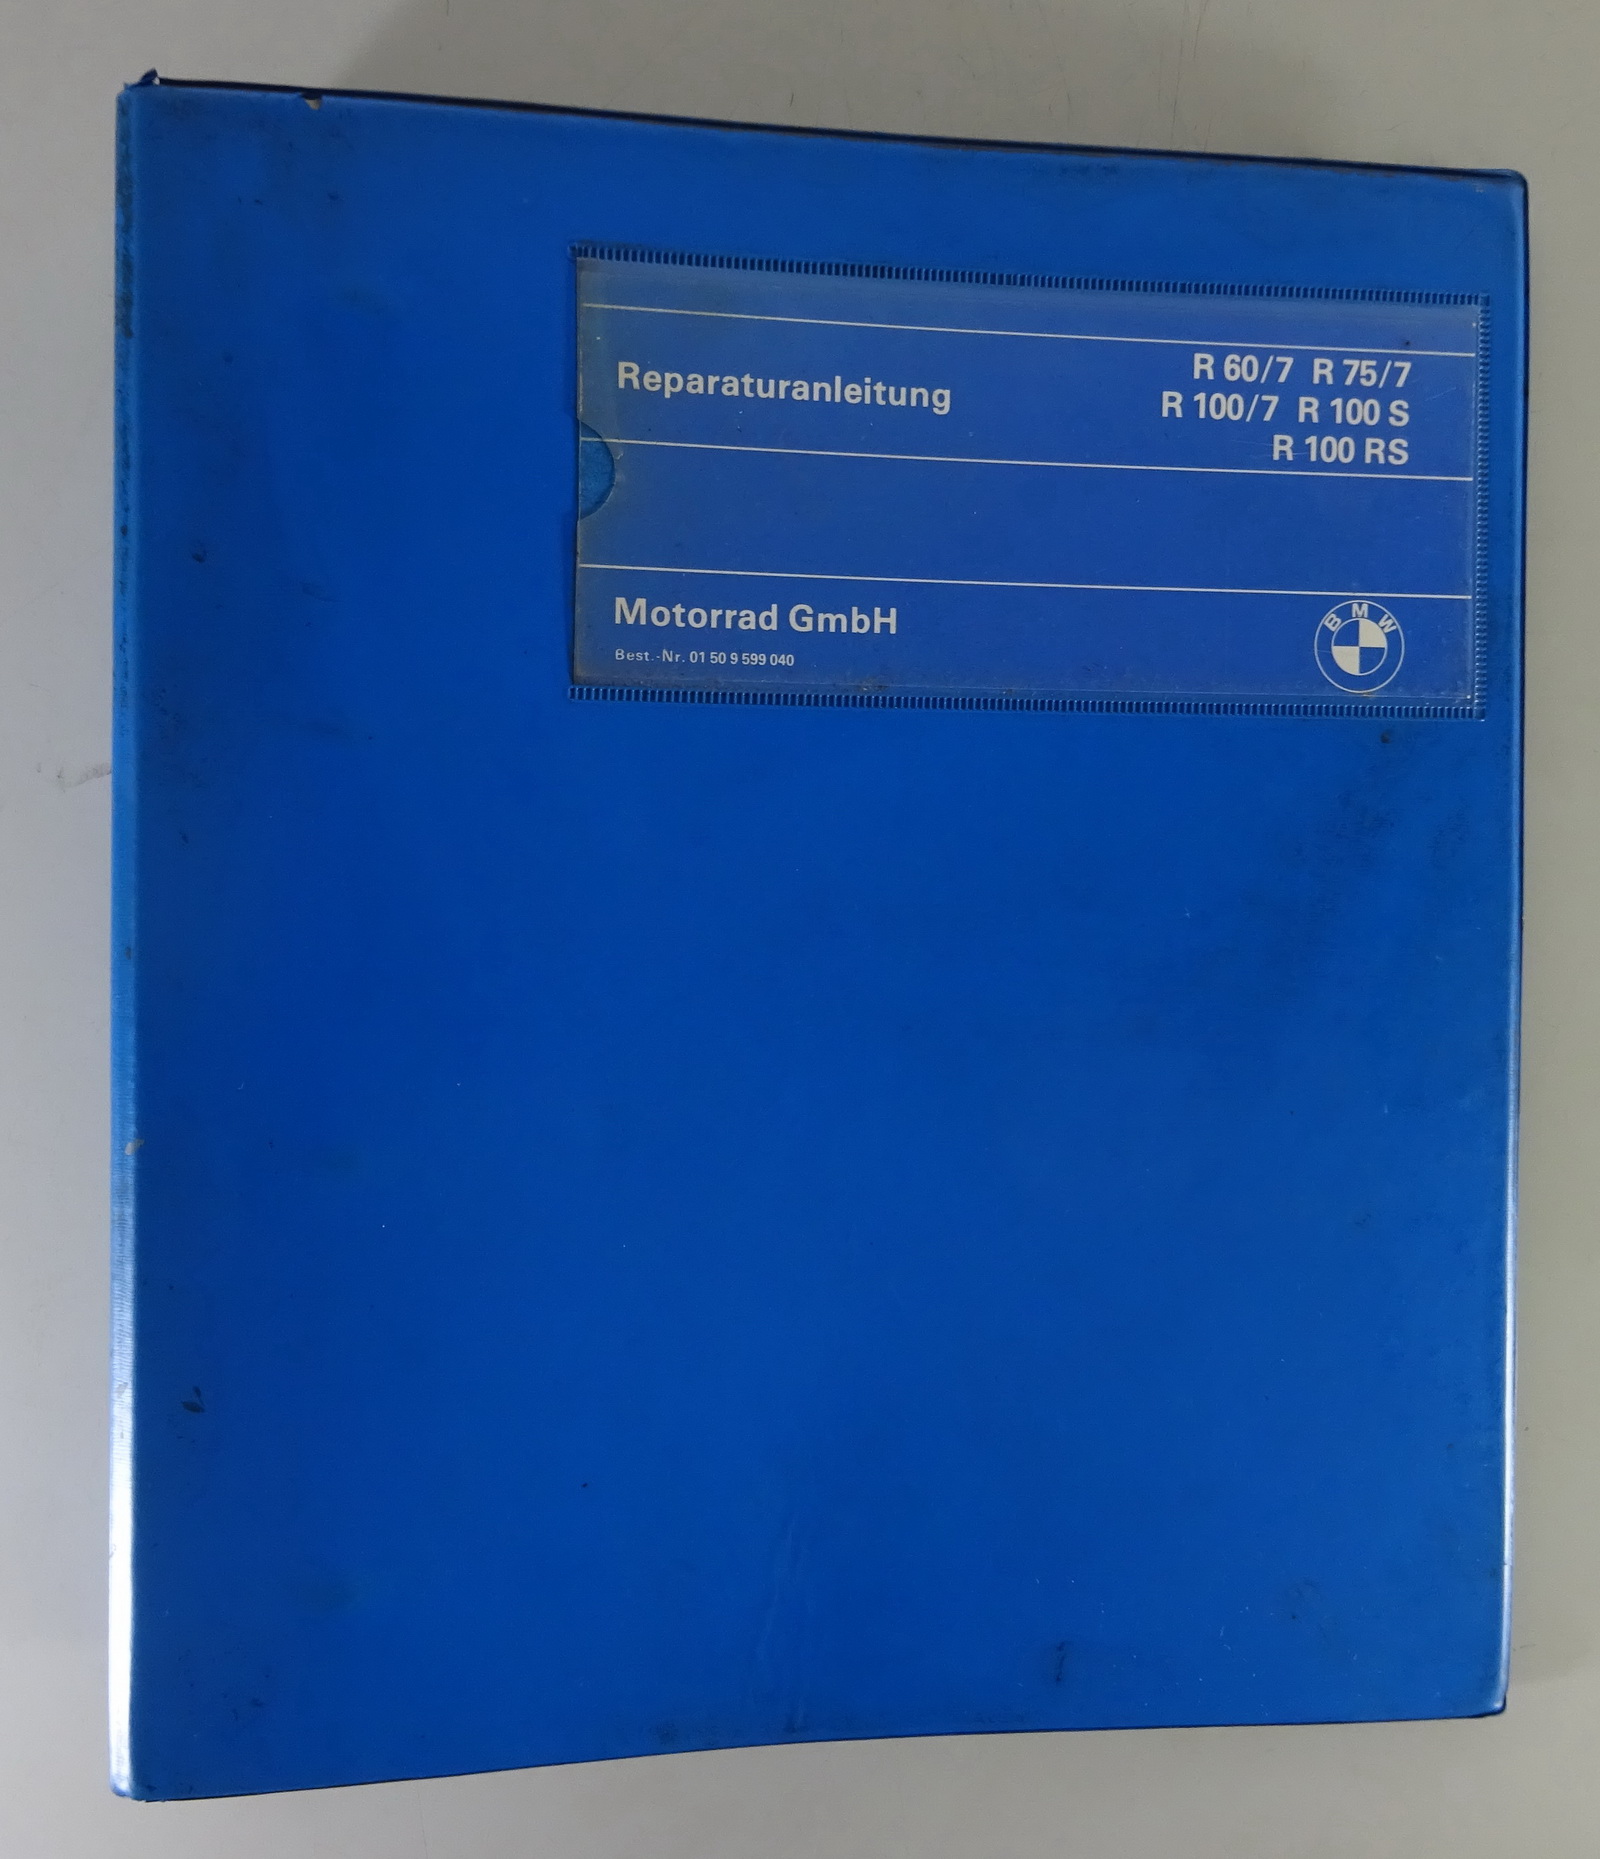 Reparaturanleitung
R 60/7 R 75/7
R 100/7 R 100 S
R 100 RS
Motorrad GmbH
Best.-Nr. 01 50 9 599 040
BMW